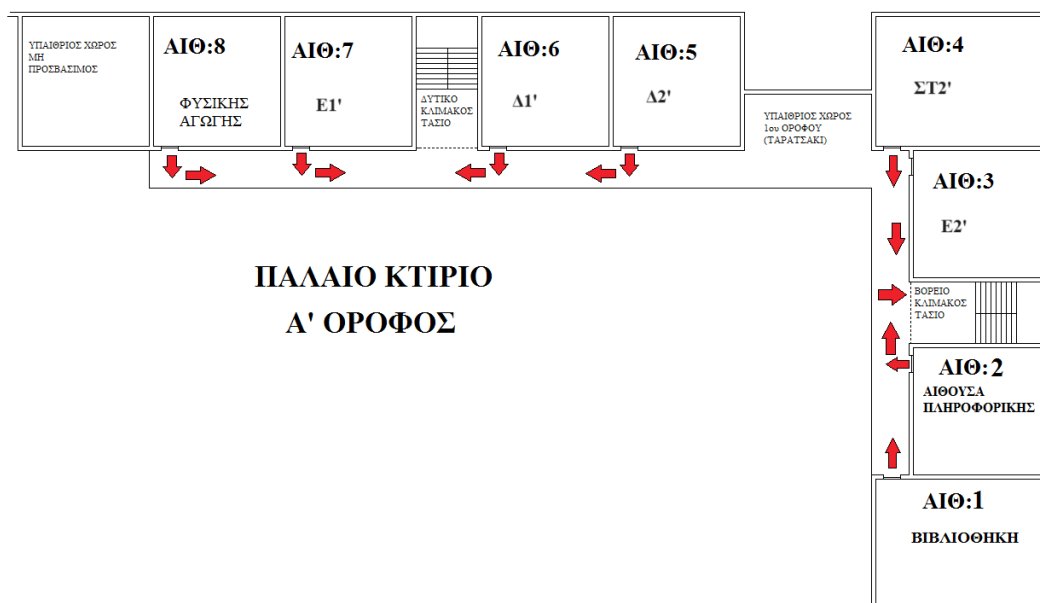 ΥΠΑΙΘΡΙΟΣ ΧΩΡΟΣ
ΜΗ
ΠΡΟΣΒΑΣΙΜΟΣ
ΑΙΘ:8
ΦΥΣΙΚΗΣ
ΑΓΩΓΗΣ
ΑΙΘ:7
Ε1'
ΔΥΤΙΚΟ
ΚΛΙΜΑΚΟΣ
ΤΑΣΙΟ
ΑΙΘ:6
Δ1'
ΑΙΘ:5
Δ2'
ΥΠΑΙΘΡΙΟΣ ΧΩΡΟΣ
1ου ΟΡΟΦΟΥ
(ΤΑΡΑΤΣΑΚΙ)
ΑΙΘ:4
ΣΤ2'
ΑΙΘ:3
Ε2'
ΠΑΛΑΙΟ ΚΤΙΡΙΟ
Α' ΟΡΟΦΟΣ
ΒΟΡΕΙΟ
ΚΛΙΜΑΚΟΣ
ΤΑΣΙΟ
ΑΙΘ:2
ΑΙΘΟΥΣΑ
ΠΛΗΡΟΦΟΡΙΚΗΣ
ΑΙΘ:1
ΒΙΒΛΙΟΘΗΚΗ